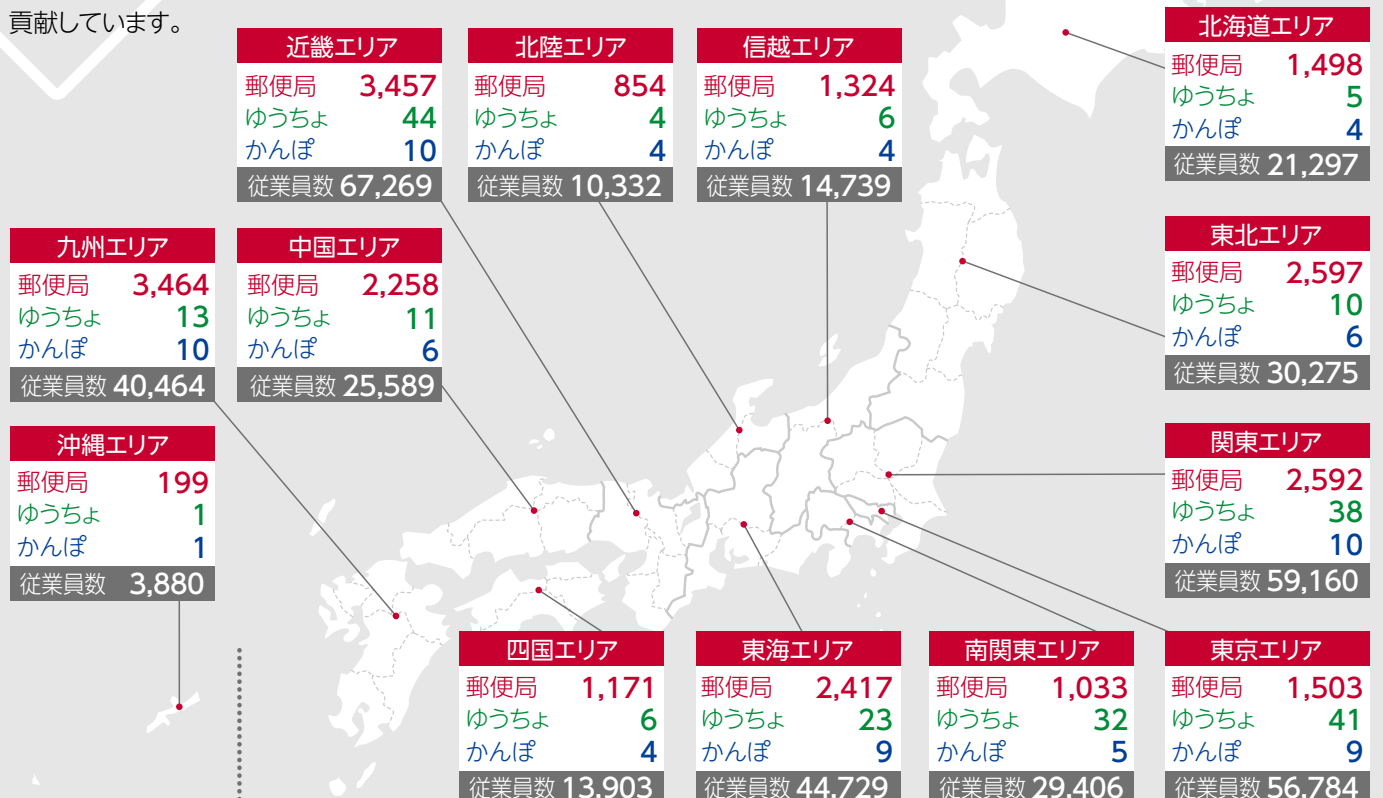 貢献しています。
近畿エリア
郵便局 3,457
ゆうちょ 44
かんぽ 10
従業員数 67,269
北陸エリア
郵便局 854
ゆうちょ 4
かんぽ 4
従業員数 10,332
信越エリア
郵便局 1,324
ゆうちょ 6
かんぽ 4
従業員数 14,739
北海道エリア
郵便局 1,498
ゆうちょ 5
かんぽ 4
従業員数 21,297
九州エリア
郵便局 3,464
ゆうちょ 13
かんぽ 10
従業員数 40,464
中国エリア
郵便局 2,258
ゆうちょ 11
かんぽ 6
従業員数 25,589
東北エリア
郵便局 2,597
ゆうちょ 10
かんぽ 6
従業員数 30,275
沖縄エリア
郵便局 199
ゆうちょ 1
かんぽ 1
従業員数 3,880
関東エリア
郵便局 2,592
ゆうちょ 38
かんぽ 10
従業員数 59,160
四国エリア
郵便局 1,171
ゆうちょ 6
かんぽ 4
従業員数 13,903
東海エリア
郵便局 2,417
ゆうちょ 23
かんぽ 9
従業員数 44,729
南関東エリア
郵便局 1,033
ゆうちょ 32
かんぽ 5
従業員数 29,406
東京エリア
郵便局 1,503
ゆうちょ 41
かんぽ 9
従業員数 56,784